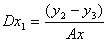 Dx₁ = (y₂ − y₃) / Ax